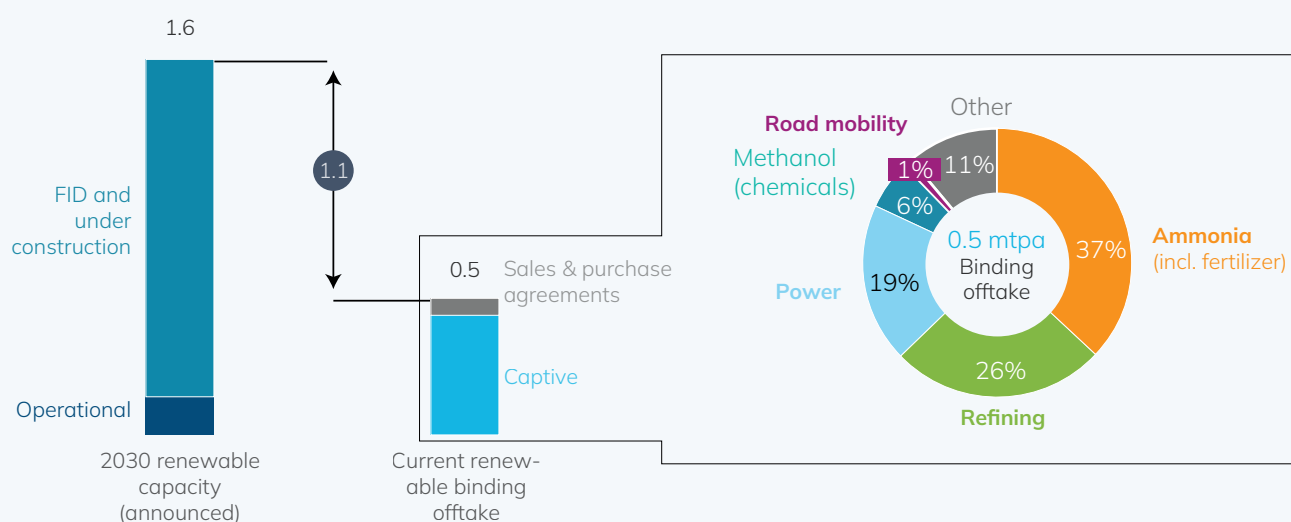 1.6
FID and
under
construction
Operational
2030 renewable
capacity
(announced)
1.1
0.5
Sales & purchase
agreements
Captive
Current renew-
able binding
offtake
Other
Road mobility
Methanol
(chemicals)
1%
11%
6%
37%
Ammonia
(incl. fertilizer)
0.5 mtpa
Binding
offtake
Power
19%
26%
Refining